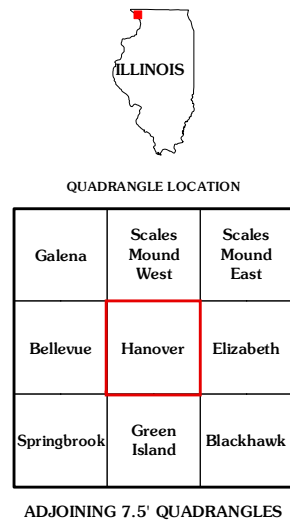 ILLINOIS
QUADRANGLE LOCATION
Galena
Scales
Mound
West
Scales
Mound
East
Bellevue
Hanover
Elizabeth
Springbrook
Green
Island
Blackhawk
ADJOINING 7.5' QUADRANGLES